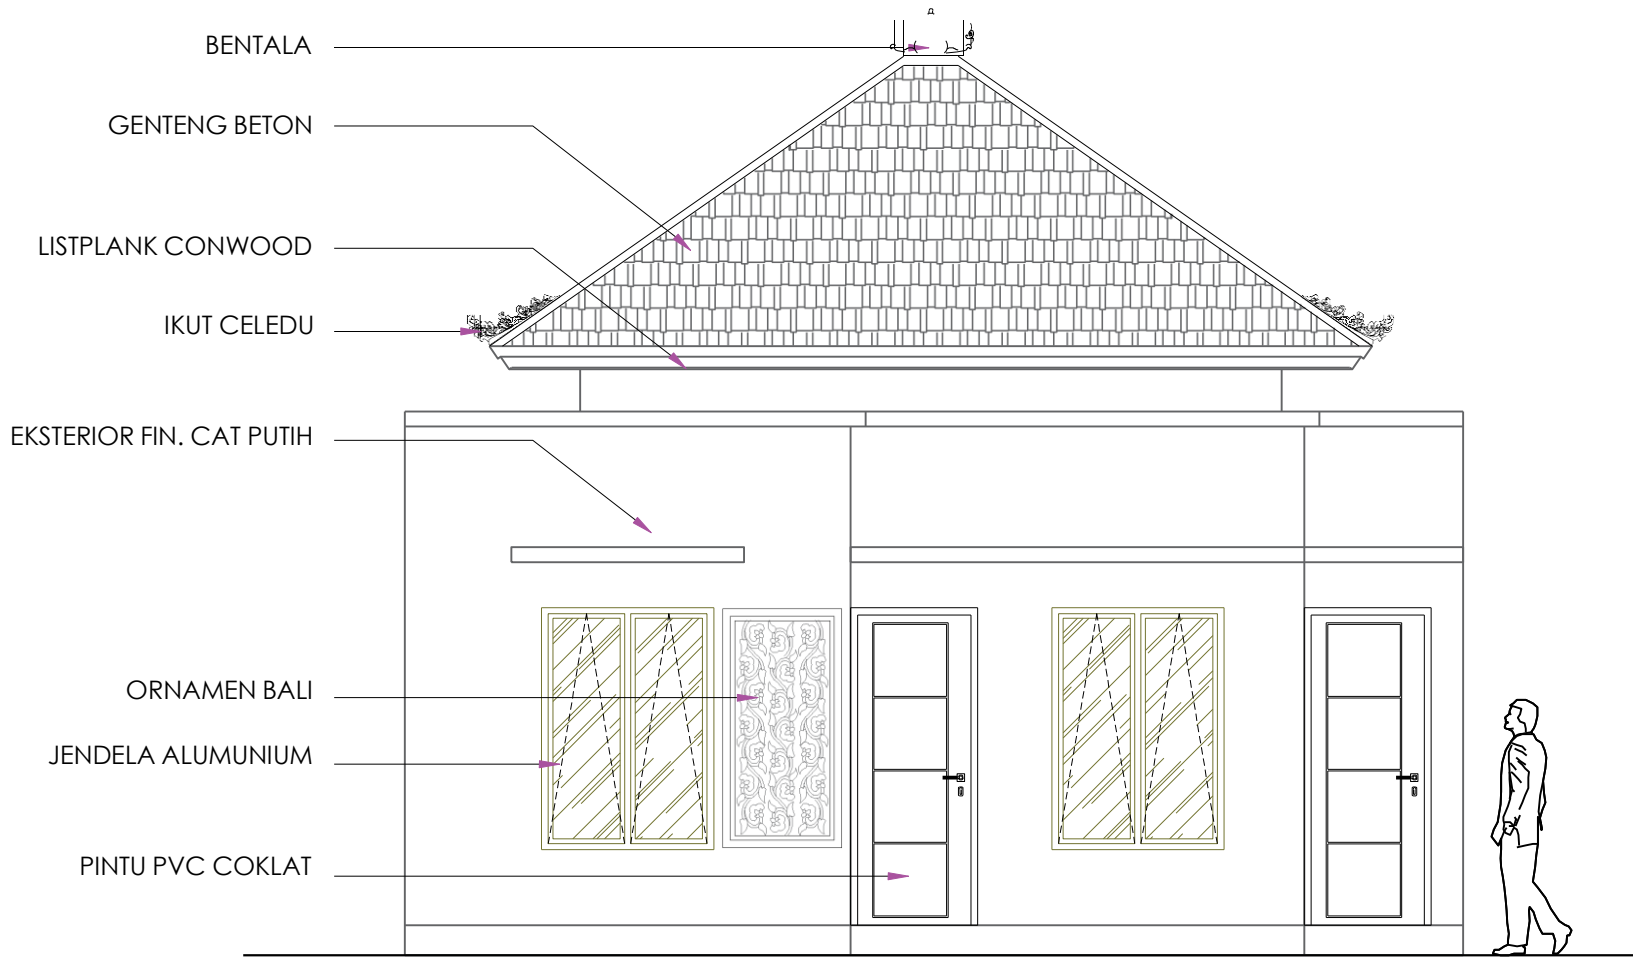 BENTALA
GENTENG BETON
LISTPLANK CONWOOD
IKUT CELEDU
EKSTERIOR FIN. CAT PUTIH
ORNAMEN BALI
JENDELA ALUMUNIUM
PINTU PVC COKLAT